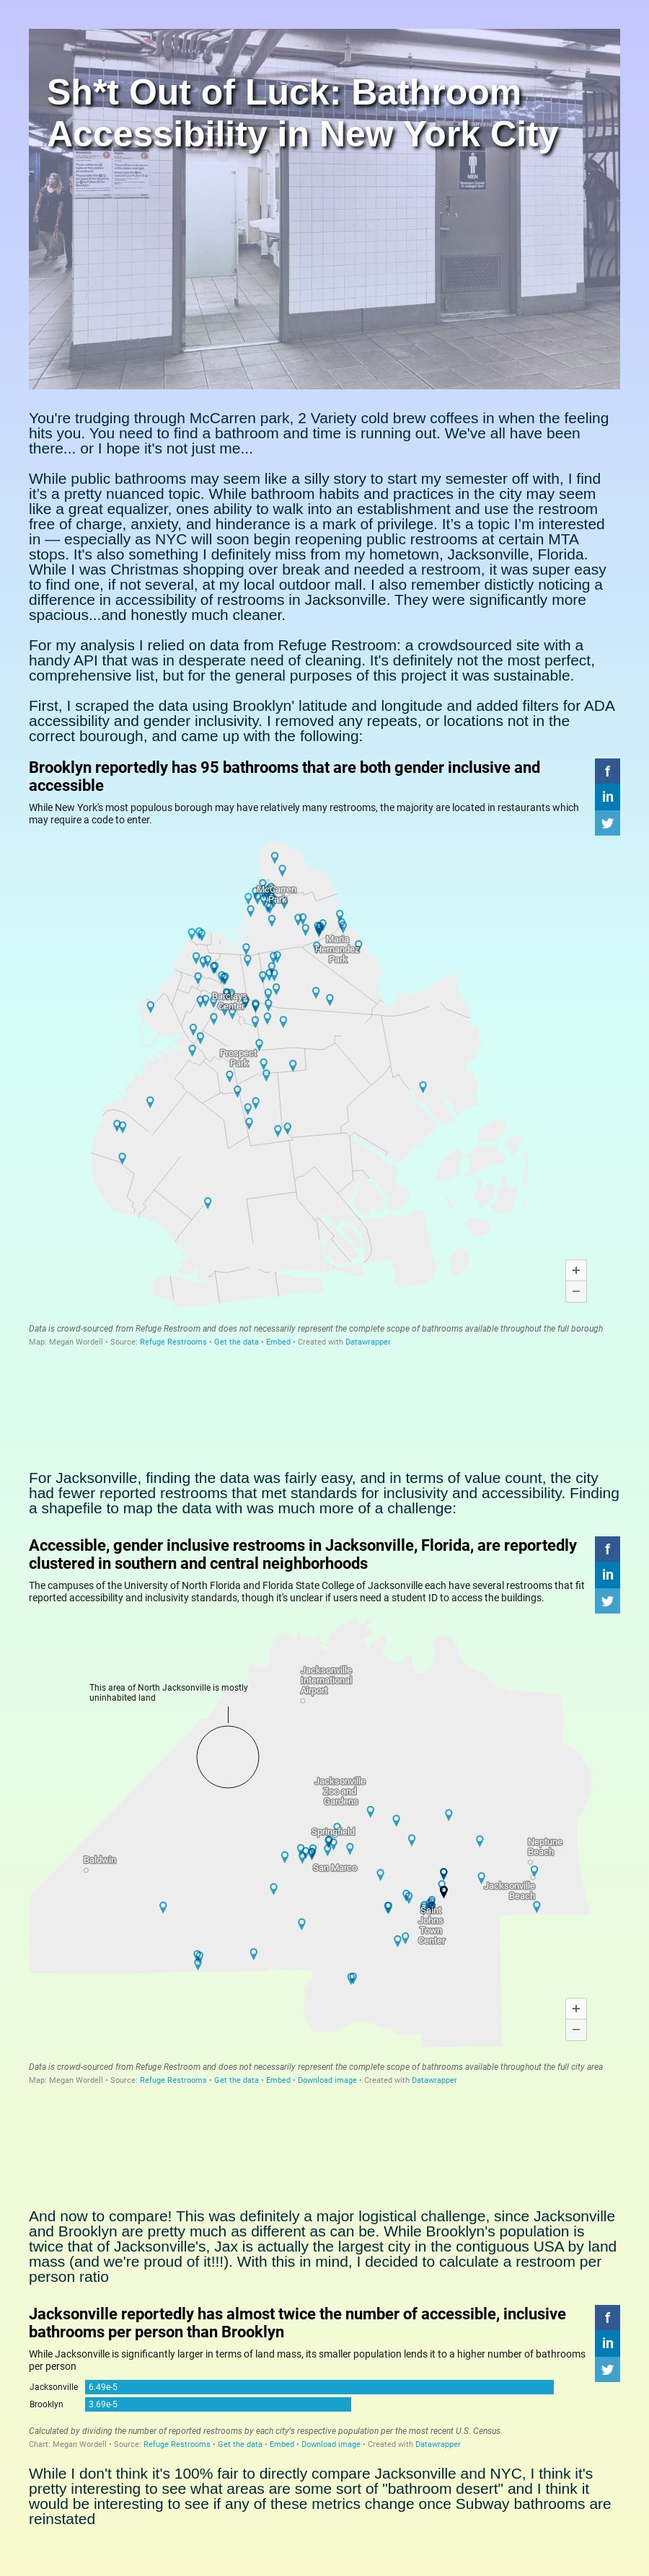 Sh*t Out of Luck: Bathroom
Accessibility in New York City
MEN
You're trudging through McCarren park, 2 Variety cold brew coffees in when the feeling
hits you. You need to find a bathroom and time is running out. We've all have been
there... or I hope it's not just me...
While public bathrooms may seem like a silly story to start my semester off with, I find
it’s a pretty nuanced topic. While bathroom habits and practices in the city may seem
like a great equalizer, ones ability to walk into an establishment and use the restroom
free of charge, anxiety, and hinderance is a mark of privilege. It’s a topic I’m interested
in — especially as NYC will soon begin reopening public restrooms at certain MTA
stops. It's also something I definitely miss from my hometown, Jacksonville, Florida.
While I was Christmas shopping over break and needed a restroom, it was super easy
to find one, if not several, at my local outdoor mall. I also remember distictly noticing a
difference in accessibility of restrooms in Jacksonville. They were significantly more
spacious...and honestly much cleaner.
For my analysis I relied on data from Refuge Restroom: a crowdsourced site with a
handy API that was in desperate need of cleaning. It's definitely not the most perfect,
comprehensive list, but for the general purposes of this project it was sustainable.
First, I scraped the data using Brooklyn' latitude and longitude and added filters for ADA
accessibility and gender inclusivity. I removed any repeats, or locations not in the
correct bourough, and came up with the following:
Brooklyn reportedly has 95 bathrooms that are both gender inclusive and
accessible
While New York's most populous borough may have relatively many restrooms, the majority are located in restaurants which
may require a code to enter.
f
in
McCarren
Park
Maria
Hernandez
Park
Barclays
Center
Prospect
Park
+
−
Data is crowd-sourced from Refuge Restroom and does not necessarily represent the complete scope of bathrooms available throughout the full borough
Map: Megan Wordell • Source: Refuge Restrooms • Get the data • Embed • Created with Datawrapper
For Jacksonville, finding the data was fairly easy, and in terms of value count, the city
had fewer reported restrooms that met standards for inclusivity and accessibility. Finding
a shapefile to map the data with was much more of a challenge:
Accessible, gender inclusive restrooms in Jacksonville, Florida, are reportedly
clustered in southern and central neighborhoods
The campuses of the University of North Florida and Florida State College of Jacksonville each have several restrooms that fit
reported accessibility and inclusivity standards, though it's unclear if users need a student ID to access the buildings.
f
in
Jacksonville
International
Airport
This area of North Jacksonville is mostly
uninhabited land
Jacksonville
Zoo and
Gardens
Springfield
San Marco
Baldwin
Neptune
Beach
Jacksonville
Beach
Saint
Johns
Town
Center
+
−
Data is crowd-sourced from Refuge Restroom and does not necessarily represent the complete scope of bathrooms available throughout the full city area
Map: Megan Wordell • Source: Refuge Restrooms • Get the data • Embed • Download image • Created with Datawrapper
And now to compare! This was definitely a major logistical challenge, since Jacksonville
and Brooklyn are pretty much as different as can be. While Brooklyn's population is
twice that of Jacksonville's, Jax is actually the largest city in the contiguous USA by land
mass (and we're proud of it!!!). With this in mind, I decided to calculate a restroom per
person ratio
Jacksonville reportedly has almost twice the number of accessible, inclusive
bathrooms per person than Brooklyn
While Jacksonville is significantly larger in terms of land mass, its smaller population lends it to a higher number of bathrooms
per person
f
in
Jacksonville 6.49e-5
Brooklyn 3.69e-5
Calculated by dividing the number of reported restrooms by each city's respective population per the most recent U.S. Census.
Chart: Megan Wordell • Source: Refuge Restrooms • Get the data • Embed • Download image • Created with Datawrapper
While I don't think it's 100% fair to directly compare Jacksonville and NYC, I think it's
pretty interesting to see what areas are some sort of "bathroom desert" and I think it
would be interesting to see if any of these metrics change once Subway bathrooms are
reinstated